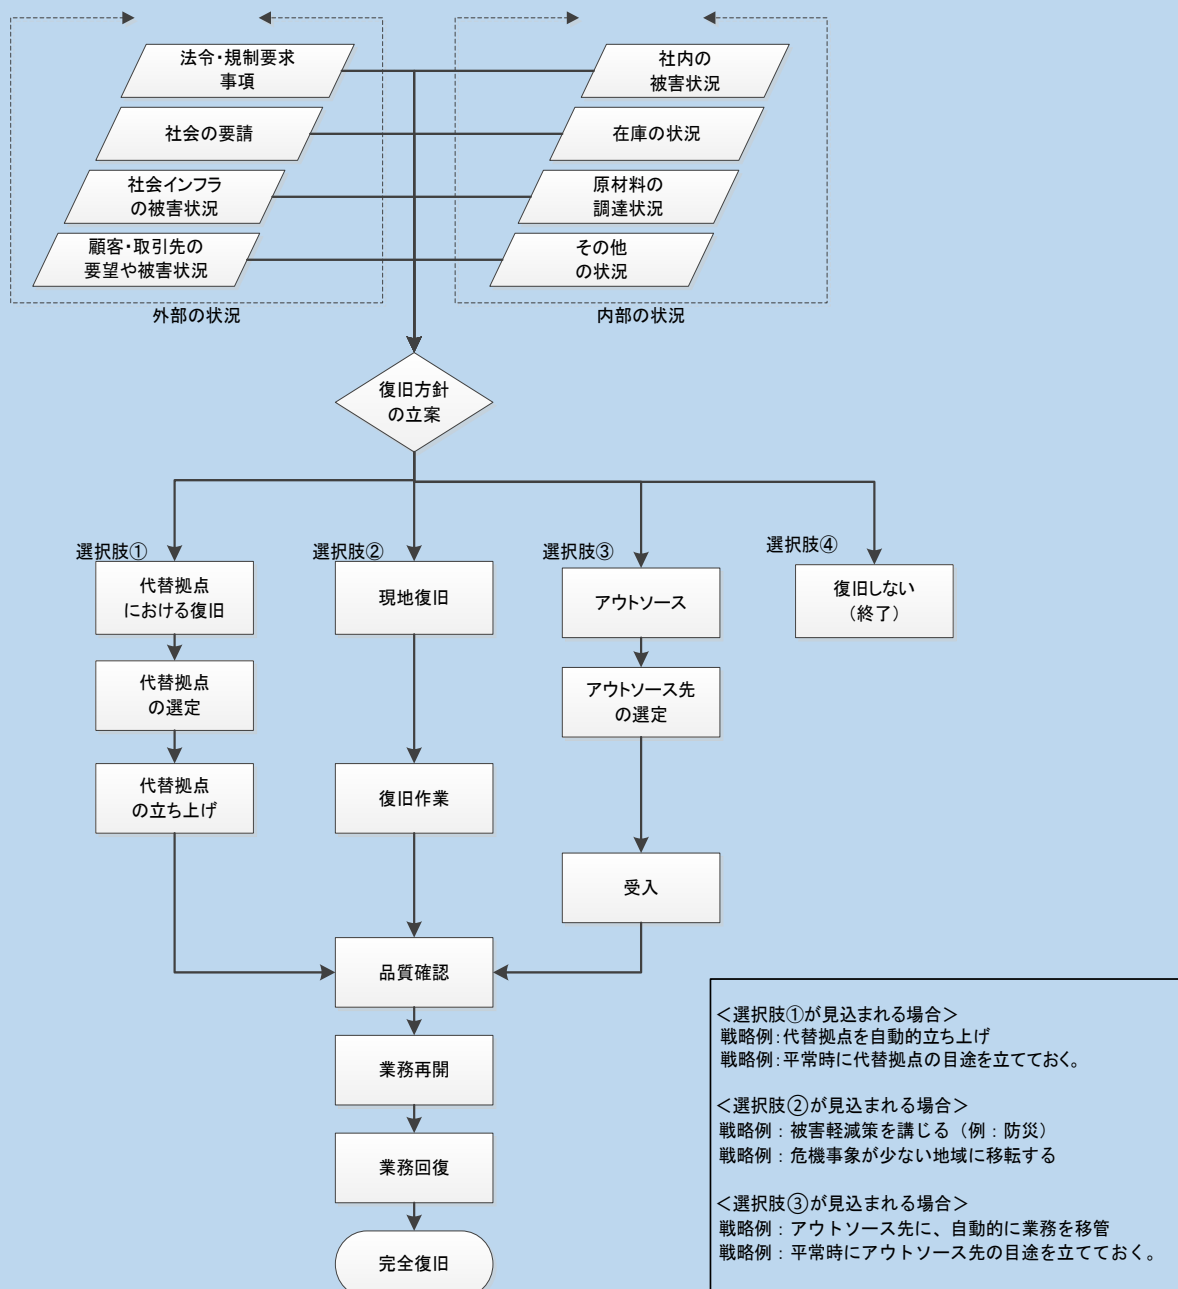 法令・規制要求
事項
社会の要請
社会インフラ
の被害状況
顧客・取引先の
要望や被害状況
外部の状況
社内の
被害状況
在庫の状況
原材料の
調達状況
その他
の状況
内部の状況
復旧方針
の立案
選択肢①
代替拠点
における復旧
代替拠点
の選定
代替拠点
の立ち上げ
選択肢②
現地復旧
復旧作業
選択肢③
アウトソース
アウトソース先
の選定
受入
選択肢④
復旧しない
（終了）
品質確認
業務再開
業務回復
完全復旧
＜選択肢①が見込まれる場合＞
戦略例：代替拠点を自動的立ち上げ
戦略例：平常時に代替拠点の目途を立てておく。
＜選択肢②が見込まれる場合＞
戦略例：被害軽減策を講じる（例：防災）
戦略例：危機事象が少ない地域に移転する
＜選択肢③が見込まれる場合＞
戦略例：アウトソース先に、自動的に業務を移管
戦略例：平常時にアウトソース先の目途を立てておく。